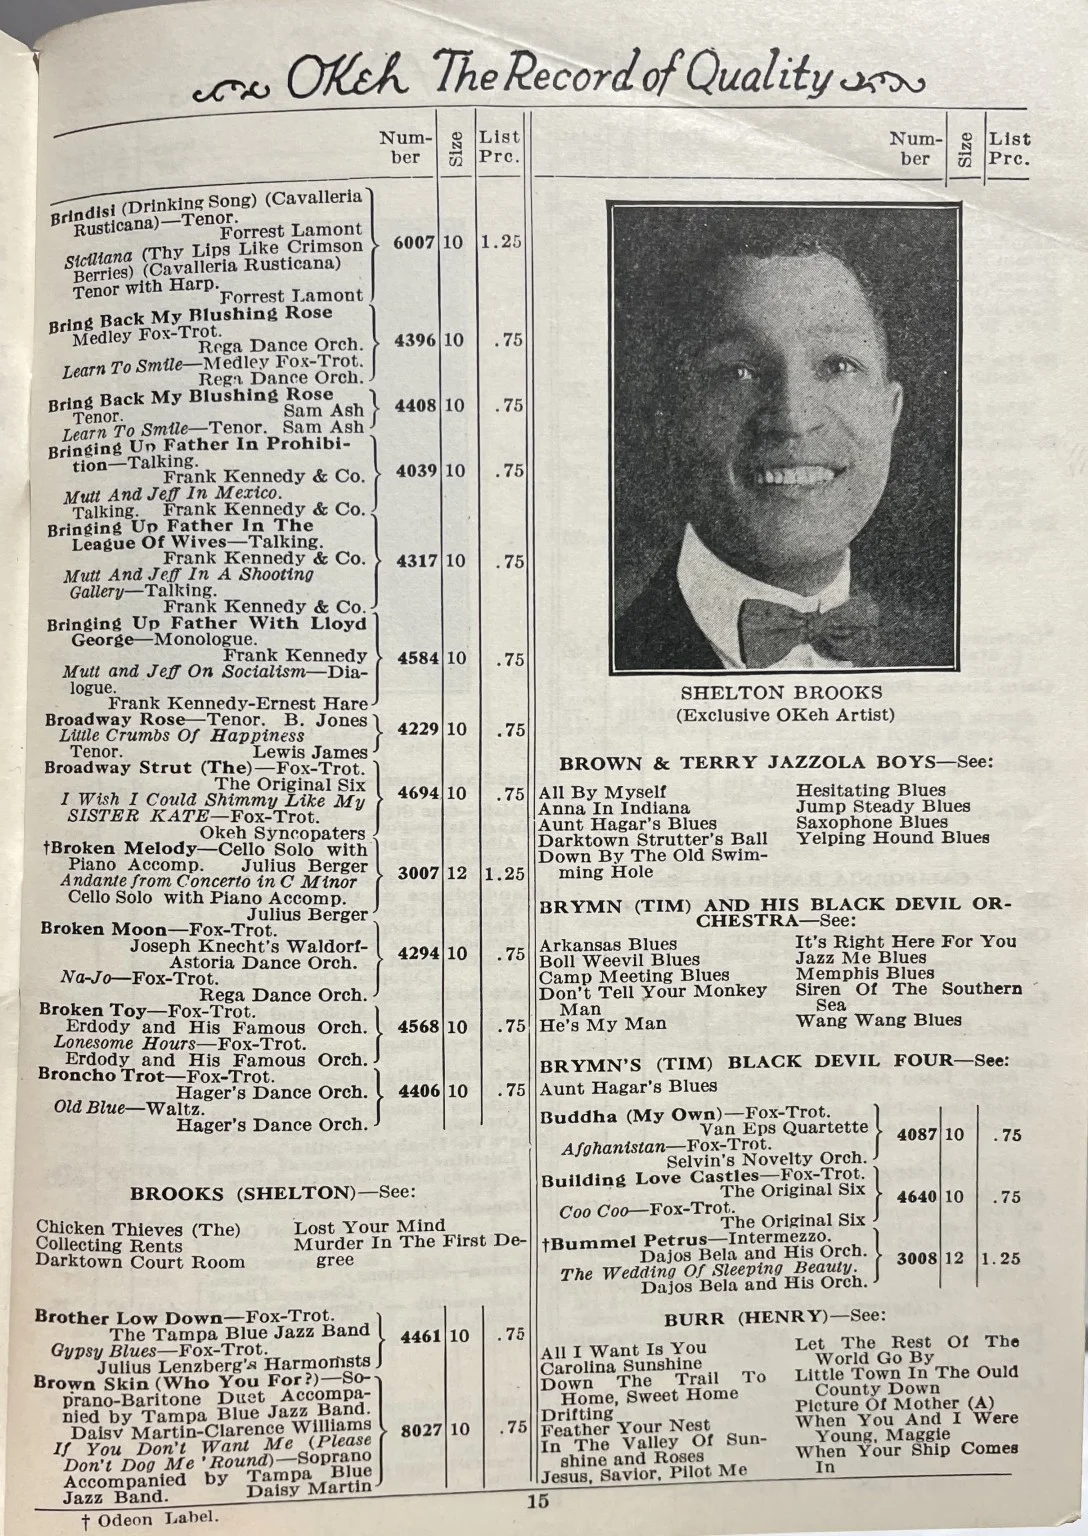 OKeh The Record of Quality
Num-
ber
Size
List
Prc.
Brindisi (Drinking Song) (Cavalleria
Rusticana)—Tenor.
Forrest Lamont
Siciliana (Thy Lips Like Crimson
Berries) (Cavalleria Rusticana)
Tenor with Harp.
Forrest Lamont
6007 10 1.25
Bring Back My Blushing Rose
Medley Fox-Trot.
Rega Dance Orch.
Learn To Smile—Medley Fox-Trot.
Rega Dance Orch.
4396 10 .75
Bring Back My Blushing Rose
Tenor. Sam Ash
Learn To Smile—Tenor. Sam Ash
4408 10 .75
Bringing Up Father In Prohibi-
tion—Talking.
Frank Kennedy & Co.
Mutt And Jeff In Mexico.
Talking. Frank Kennedy & Co.
4039 10 .75
Bringing Up Father In The
League Of Wives—Talking.
Frank Kennedy & Co.
Mutt And Jeff In A Shooting
Gallery—Talking.
Frank Kennedy & Co.
4317 10 .75
Bringing Up Father With Lloyd
George—Monologue.
Frank Kennedy
Mutt and Jeff On Socialism—Dia-
logue.
Frank Kennedy-Ernest Hare
4584 10 .75
Broadway Rose—Tenor. B. Jones
Little Crumbs Of Happiness
Tenor. Lewis James
4229 10 .75
Broadway Strut (The)—Fox-Trot.
The Original Six
I Wish I Could Shimmy Like My
SISTER KATE—Fox-Trot.
Okeh Syncopaters
4694 10 .75
†Broken Melody—Cello Solo with
Piano Accomp. Julius Berger
Andante from Concerto in C Minor
Cello Solo with Piano Accomp.
Julius Berger
3007 12 1.25
Broken Moon—Fox-Trot.
Joseph Knecht's Waldorf-
Astoria Dance Orch.
Na-Jo—Fox-Trot.
Rega Dance Orch.
4294 10 .75
Broken Toy—Fox-Trot.
Erdody and His Famous Orch.
Lonesome Hours—Fox-Trot.
Erdody and His Famous Orch.
4568 10 .75
Broncho Trot—Fox-Trot.
Hager's Dance Orch.
Old Blue—Waltz.
Hager's Dance Orch.
4406 10 .75
BROOKS (SHELTON)—See:
Chicken Thieves (The)
Collecting Rents
Darktown Court Room
Lost Your Mind
Murder In The First De-
gree
Brother Low Down—Fox-Trot.
The Tampa Blue Jazz Band
Gypsy Blues—Fox-Trot.
Julius Lenzberg's Harmonists
4461 10 .75
Brown Skin (Who You For?)—So-
prano-Baritone Duet Accompa-
nied by Tampa Blue Jazz Band.
Daisy Martin-Clarence Williams
If You Don't Want Me (Please
Don't Dog Me 'Round)—Soprano
Accompanied by Tampa Blue
Jazz Band. Daisy Martin
8027 10 .75
† Odeon Label.
Num-
ber
Size
List
Prc.
SHELTON BROOKS
(Exclusive OKeh Artist)
BROWN & TERRY JAZZOLA BOYS—See:
All By Myself
Anna In Indiana
Aunt Hagar's Blues
Darktown Strutter's Ball
Down By The Old Swim-
ming Hole
Hesitating Blues
Jump Steady Blues
Saxophone Blues
Yelping Hound Blues
BRYMN (TIM) AND HIS BLACK DEVIL OR-
CHESTRA—See:
Arkansas Blues
Boll Weevil Blues
Camp Meeting Blues
Don't Tell Your Monkey
Man
He's My Man
It's Right Here For You
Jazz Me Blues
Memphis Blues
Siren Of The Southern
Sea
Wang Wang Blues
BRYMN'S (TIM) BLACK DEVIL FOUR—See:
Aunt Hagar's Blues
Buddha (My Own)—Fox-Trot.
Van Eps Quartette
Afghanistan—Fox-Trot.
Selvin's Novelty Orch.
4087 10 .75
Building Love Castles—Fox-Trot.
The Original Six
Coo Coo—Fox-Trot.
The Original Six
4640 10 .75
†Bummel Petrus—Intermezzo.
Dajos Bela and His Orch.
The Wedding Of Sleeping Beauty.
Dajos Bela and His Orch.
3008 12 1.25
BURR (HENRY)—See:
All I Want Is You
Carolina Sunshine
Down The Trail To
Home, Sweet Home
Drifting
Feather Your Nest
In The Valley Of Sun-
shine and Roses
Jesus, Savior, Pilot Me
Let The Rest Of The
World Go By
Little Town In The Ould
County Down
Picture Of Mother (A)
When You And I Were
Young, Maggie
When Your Ship Comes
In
15